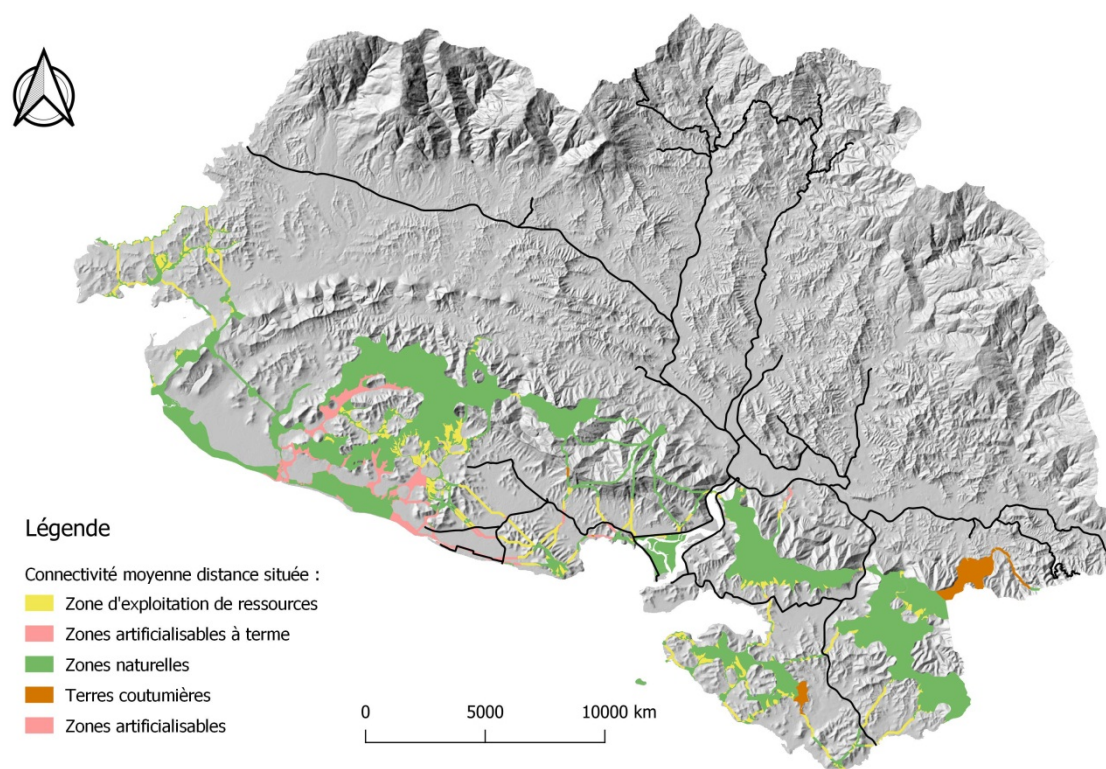 Légende
Connectivité moyenne distance située :
Zone d'exploitation de ressources
Zones artificialisables à terme
Zones naturelles
Terres coutumières
Zones artificialisables
0 5000 10000 km